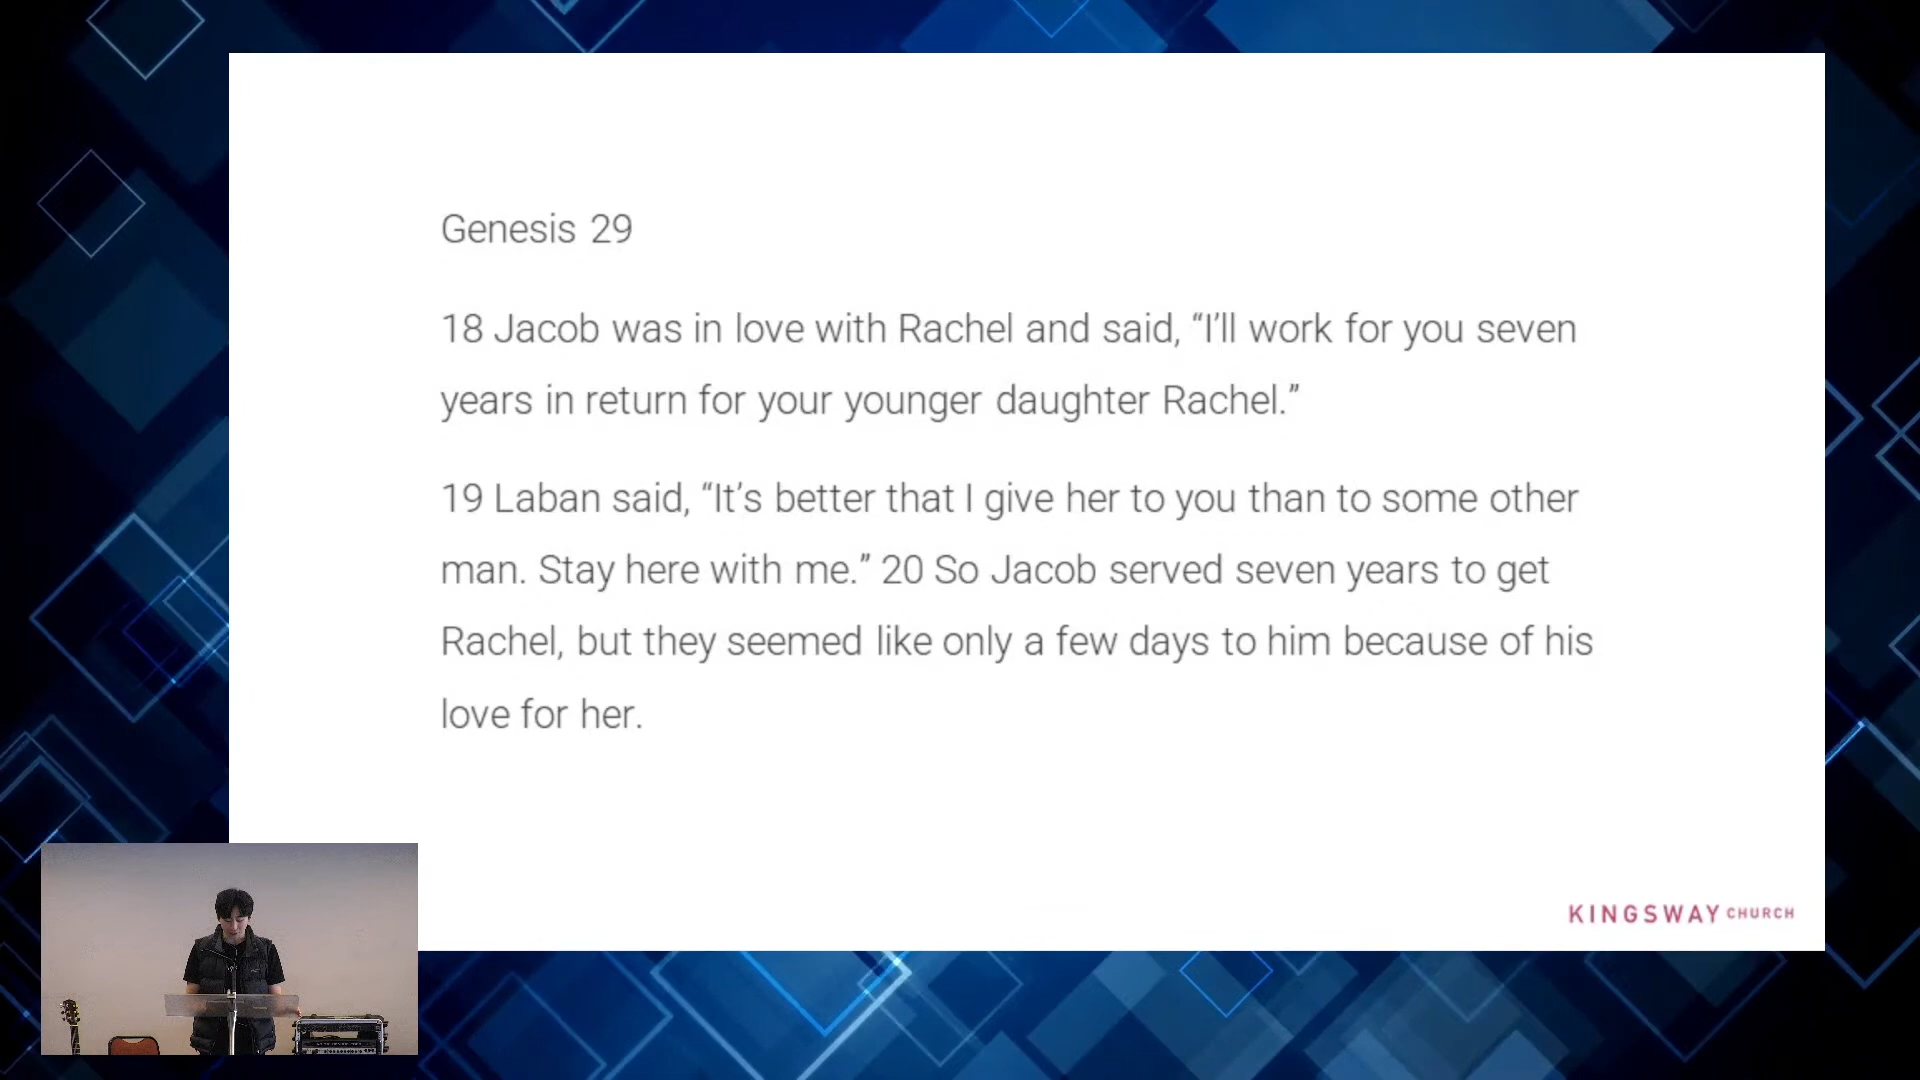 Genesis 29
18 Jacob was in love with Rachel and said, “I’ll work for you seven
years in return for your younger daughter Rachel.”
19 Laban said, “It’s better that I give her to you than to some other
man. Stay here with me.” 20 So Jacob served seven years to get
Rachel, but they seemed like only a few days to him because of his
love for her.
KINGSWAY CHURCH